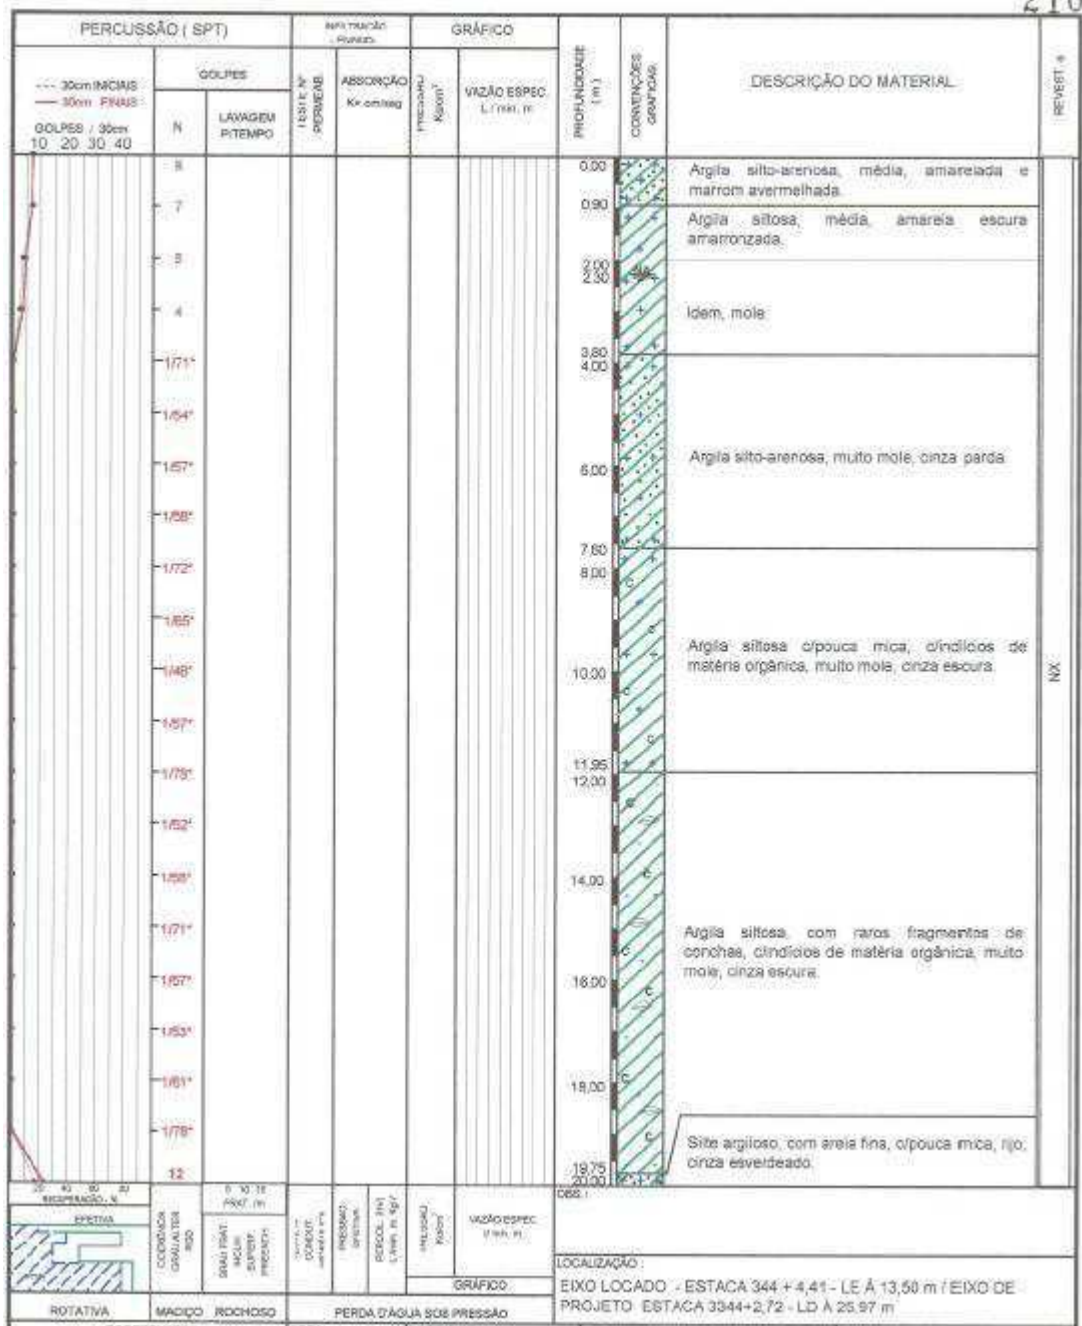 210
PERCUSSÃO ( SPT)
GRÁFICO
PROFUNDIDADE ( m )
CONVENÇÕES GRÁFICAS
DESCRIÇÃO DO MATERIAL
REVEST. ø
--- 30cm INICIAIS
— 30cm FINAIS
GOLPES / 30cm
10 20 30 40
GOLPES
N
LAVAGEM
P/TEMPO
PERMEAB.
ABSORÇÃO
K= cm/seg
VAZÃO ESPEC.
L / min. m
0,00
Argila silto-arenosa, média, amarelada e
marrom avermelhada.
7
0,90
Argila siltosa, média, amarela escura
amarronzada.
2,00
2,30
4
Idem, mole
1/71*
3,80
4,00
1/54*
1/57*
Argila silto-arenosa, muito mole, cinza parda
6,00
1/58*
1/72*
7,60
8,00
1/65*
Argila siltosa c/pouca mica, c/indícios de
matéria orgânica, muito mole, cinza escura.
1/48*
10,00
NX
1/57*
1/75*
11,95
12,00
1/52*
1/58*
14,00
1/71*
Argila siltosa, com raros fragmentos de
conchas, c/indícios de matéria orgânica, muito
mole, cinza escura.
1/57*
16,00
1/53*
1/61*
18,00
1/78*
Silte argiloso, com areia fina, c/pouca mica, rijo,
cinza esverdeado.
12
19,75
20,00
RECUPERAÇÃO - %
OBS.:
EFETIVA
VAZÃO ESPEC.
GRÁFICO
LOCALIZAÇÃO :
EIXO LOCADO - ESTACA 344 + 4,41 - LE À 13,50 m / EIXO DE
PROJETO ESTACA 3344+2,72 - LD À 25,97 m
ROTATIVA
MACIÇO ROCHOSO
PERDA D'ÁGUA SOB PRESSÃO